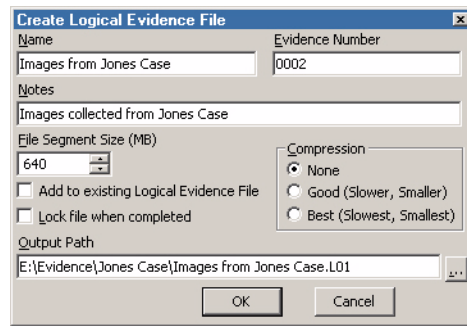 Create Logical Evidence File
Name
Evidence Number
Images from Jones Case
0002
Notes
Images collected from Jones Case
File Segment Size (MB)
640
Add to existing Logical Evidence File
Lock file when completed
Compression
None
Good (Slower, Smaller)
Best (Slowest, Smallest)
Output Path
E:\Evidence\Jones Case\Images from Jones Case.L01
...
OK
Cancel